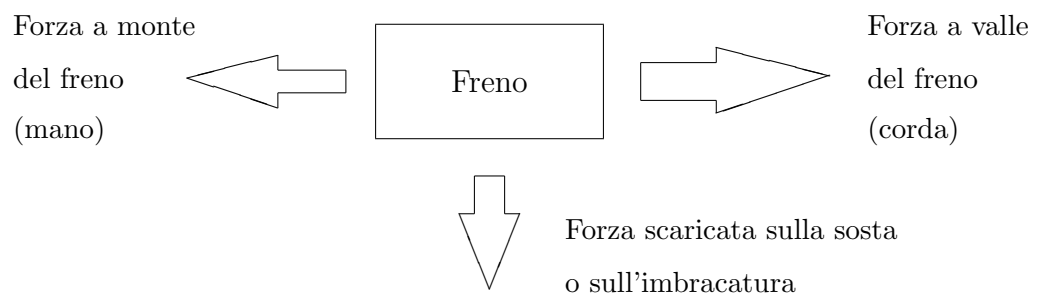 Forza a monte
del freno
(mano)
Freno
Forza a valle
del freno
(corda)
Forza scaricata sulla sosta
o sull'imbracatura